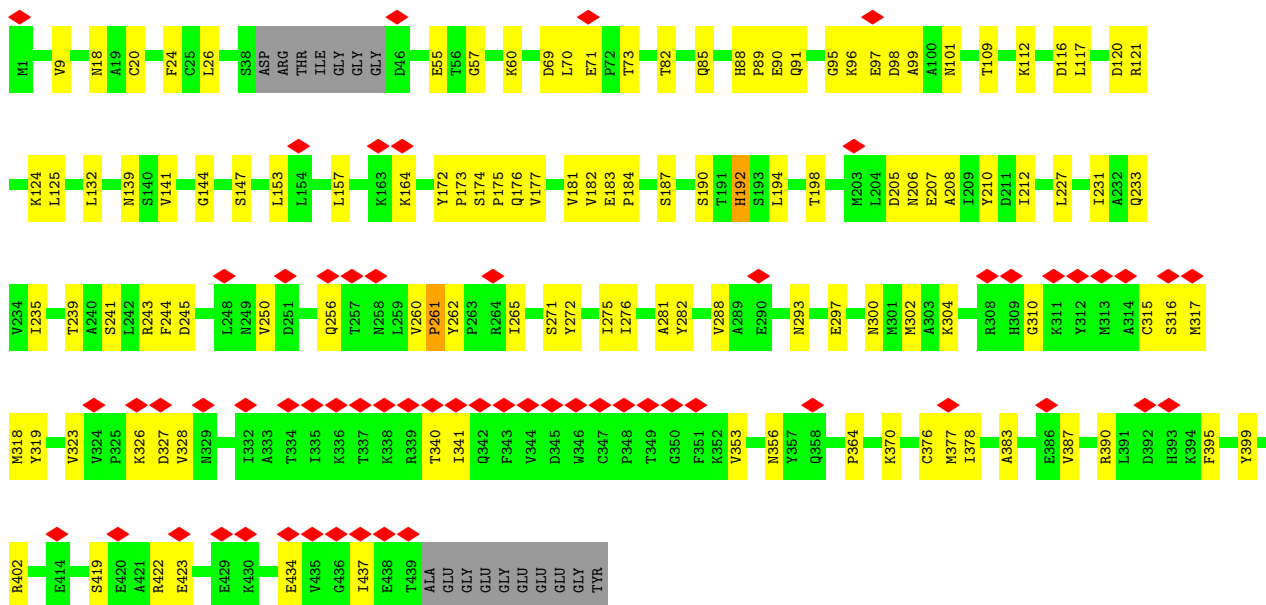 M1 V9 N18 A19 C20 F24 C25 L26 S38 ASP ARG THR ILE GLY GLY GLY D46 E55 T56 G57 K60 D69 L70 E71 P72 T73 T82 Q85 H88 P89 E90 Q91 G95 K96 E97 D98 A99 A100 N101 T109 K112 D116 L117 D120 R121
K124 L125 L132 N139 S140 V141 G144 S147 L153 L154 L157 K163 K164 Y172 P173 S174 P175 Q176 V177 V181 V182 E183 P184 S187 S190 T191 H192 S193 L194 T198 M203 L204 D205 N206 E207 A208 I209 Y210 D211 I212 L227 I231 A232 Q233
V234 I235 T239 A240 S241 L242 R243 F244 D245 L248 N249 V250 D251 Q256 T257 N258 L259 V260 P261 Y262 P263 R264 I265 S271 Y272 I275 I276 A281 Y282 V288 A289 E290 N293 E297 N300 M301 M302 A303 K304 R308 H309 G310 K311 Y312 M313 A314 C315 S316 M317
M318 Y319 V323 V324 P325 K326 D327 V328 N329 I332 A333 T334 I335 K336 T337 K338 R339 T340 I341 Q342 F343 V344 D345 W346 C347 P348 T349 G350 F351 K352 V353 N356 Y357 Q358 P364 K370 C376 M377 I378 A383 E386 V387 R390 L391 D392 H393 K394 F395 Y399
R402 E414 S419 E420 A421 R422 E423 E429 K430 E434 V435 G436 I437 E438 T439 ALA GLU GLY GLU GLY GLU GLU GLU GLY TYR